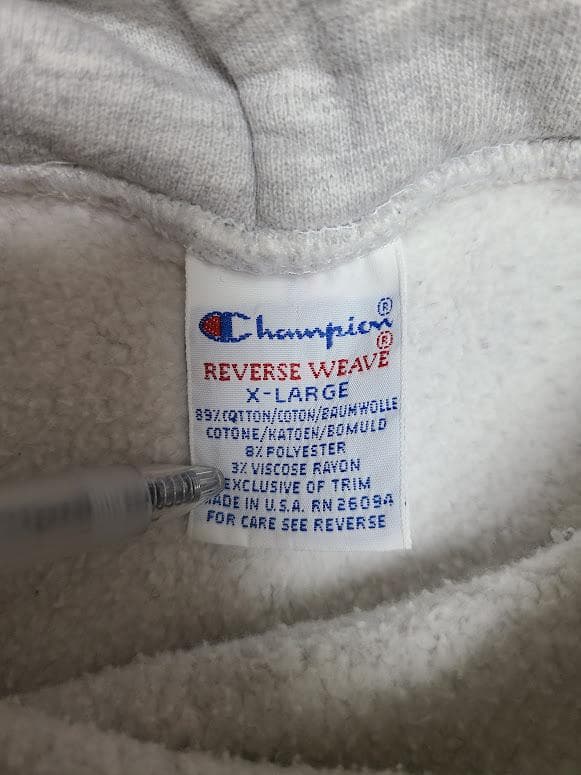 Champion®
REVERSE WEAVE®
X-LARGE
89% COTTON/COTON/BAUMWOLLE
COTONE/KATOEN/BOMULD
8% POLYESTER
3% VISCOSE RAYON
EXCLUSIVE OF TRIM
MADE IN U.S.A. RN 26094
FOR CARE SEE REVERSE